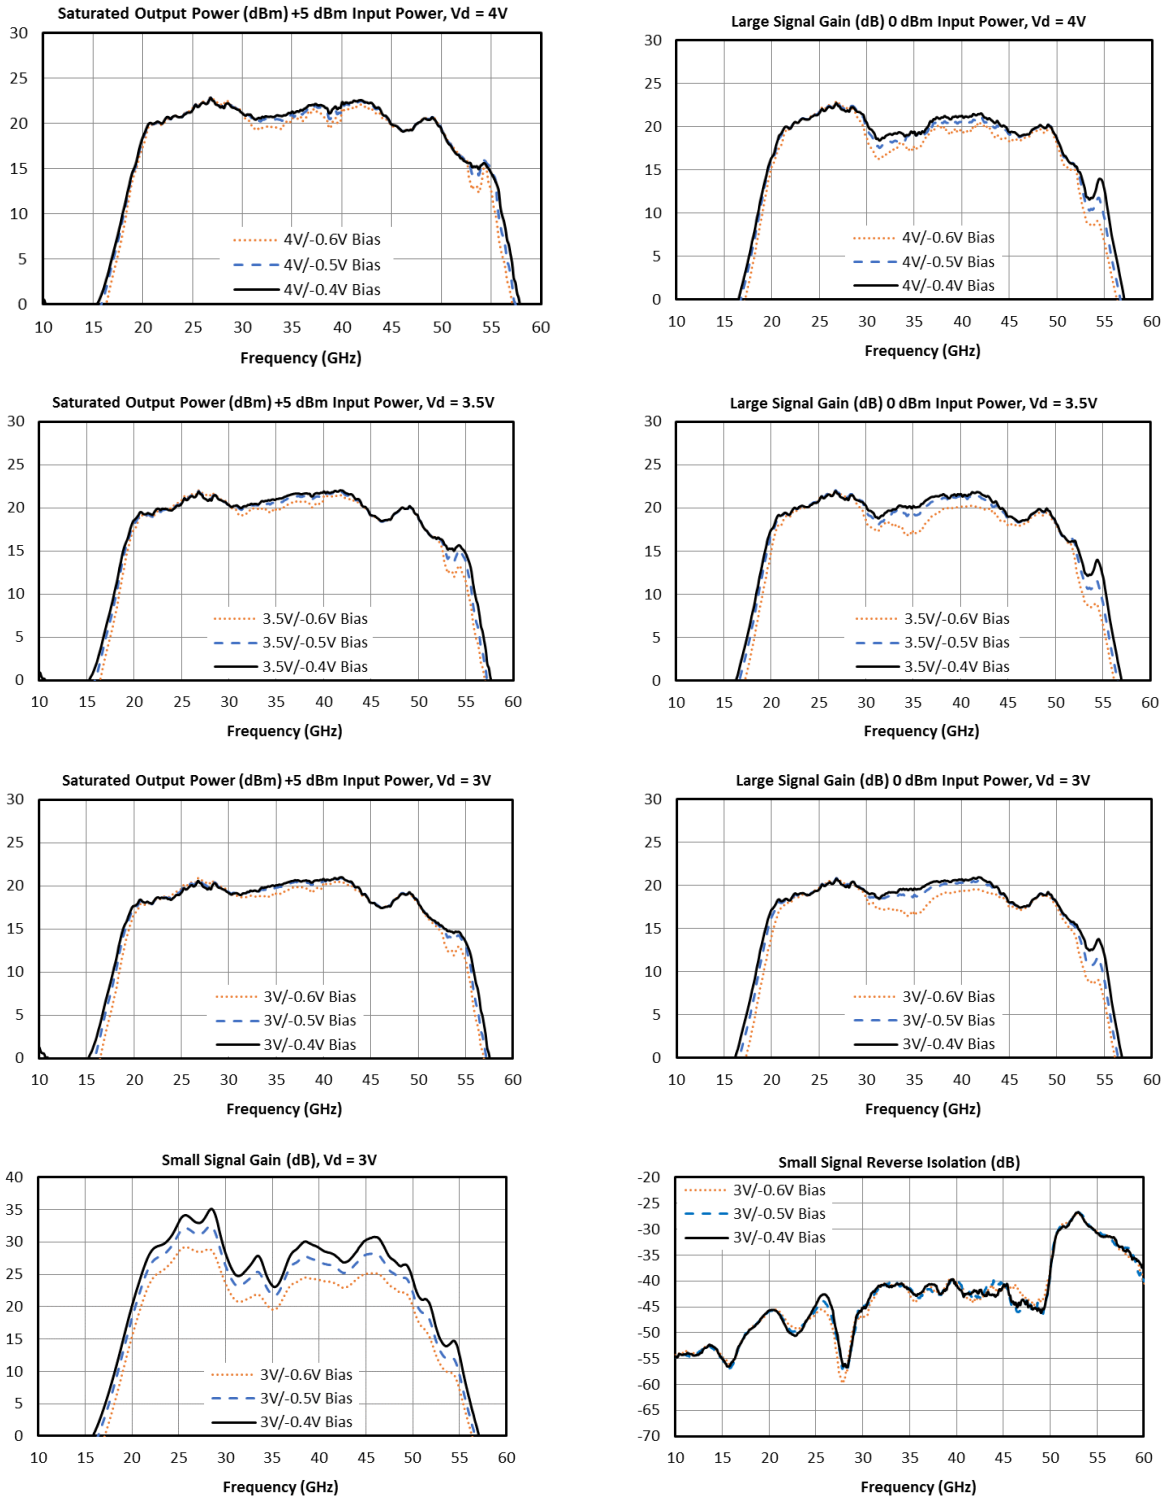 Saturated Output Power (dBm) +5 dBm Input Power, Vd = 4V
30
25
20
15
10
5
0
4V/-0.6V Bias
4V/-0.5V Bias
4V/-0.4V Bias
10 15 20 25 30 35 40 45 50 55 60
Frequency (GHz)
Large Signal Gain (dB) 0 dBm Input Power, Vd = 4V
30
25
20
15
10
5
0
4V/-0.6V Bias
4V/-0.5V Bias
4V/-0.4V Bias
10 15 20 25 30 35 40 45 50 55 60
Frequency (GHz)
Saturated Output Power (dBm) +5 dBm Input Power, Vd = 3.5V
30
25
20
15
10
5
0
3.5V/-0.6V Bias
3.5V/-0.5V Bias
3.5V/-0.4V Bias
10 15 20 25 30 35 40 45 50 55 60
Frequency (GHz)
Large Signal Gain (dB) 0 dBm Input Power, Vd = 3.5V
30
25
20
15
10
5
0
3.5V/-0.6V Bias
3.5V/-0.5V Bias
3.5V/-0.4V Bias
10 15 20 25 30 35 40 45 50 55 60
Frequency (GHz)
Saturated Output Power (dBm) +5 dBm Input Power, Vd = 3V
30
25
20
15
10
5
0
3V/-0.6V Bias
3V/-0.5V Bias
3V/-0.4V Bias
10 15 20 25 30 35 40 45 50 55 60
Frequency (GHz)
Large Signal Gain (dB) 0 dBm Input Power, Vd = 3V
30
25
20
15
10
5
0
3V/-0.6V Bias
3V/-0.5V Bias
3V/-0.4V Bias
10 15 20 25 30 35 40 45 50 55 60
Frequency (GHz)
Small Signal Gain (dB), Vd = 3V
40
35
30
25
20
15
10
5
0
3V/-0.6V Bias
3V/-0.5V Bias
3V/-0.4V Bias
10 15 20 25 30 35 40 45 50 55 60
Frequency (GHz)
Small Signal Reverse Isolation (dB)
-20
-25
-30
-35
-40
-45
-50
-55
-60
-65
-70
3V/-0.6V Bias
3V/-0.5V Bias
3V/-0.4V Bias
10 15 20 25 30 35 40 45 50 55 60
Frequency (GHz)